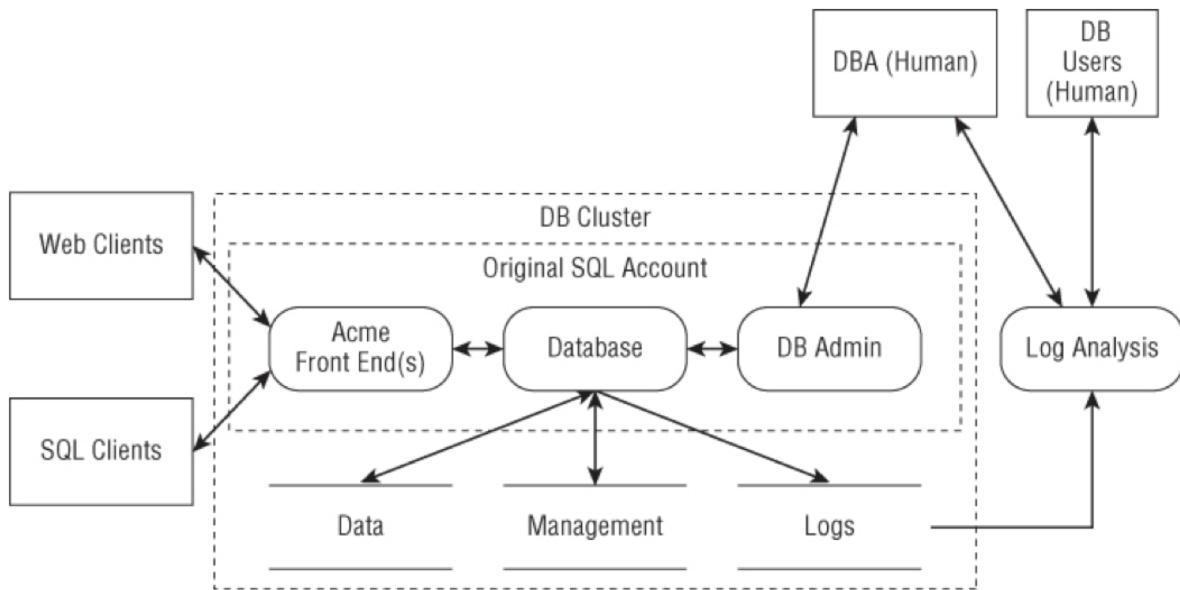 DBA (Human)
DB
Users
(Human)
Web Clients
DB Cluster
Original SQL Account
Acme
Front End(s)
Database
DB Admin
Log Analysis
SQL Clients
Data
Management
Logs